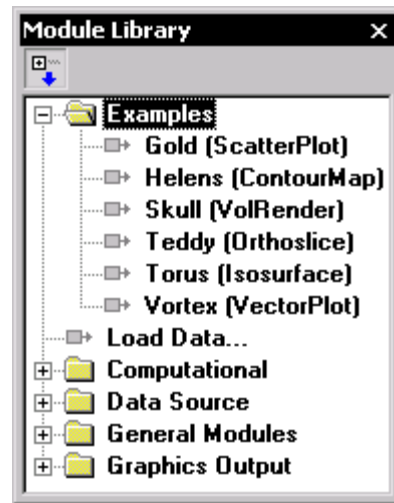 Module Library
Examples
Gold (ScatterPlot)
Helens (ContourMap)
Skull (VolRender)
Teddy (Orthoslice)
Torus (Isosurface)
Vortex (VectorPlot)
Load Data...
Computational
Data Source
General Modules
Graphics Output